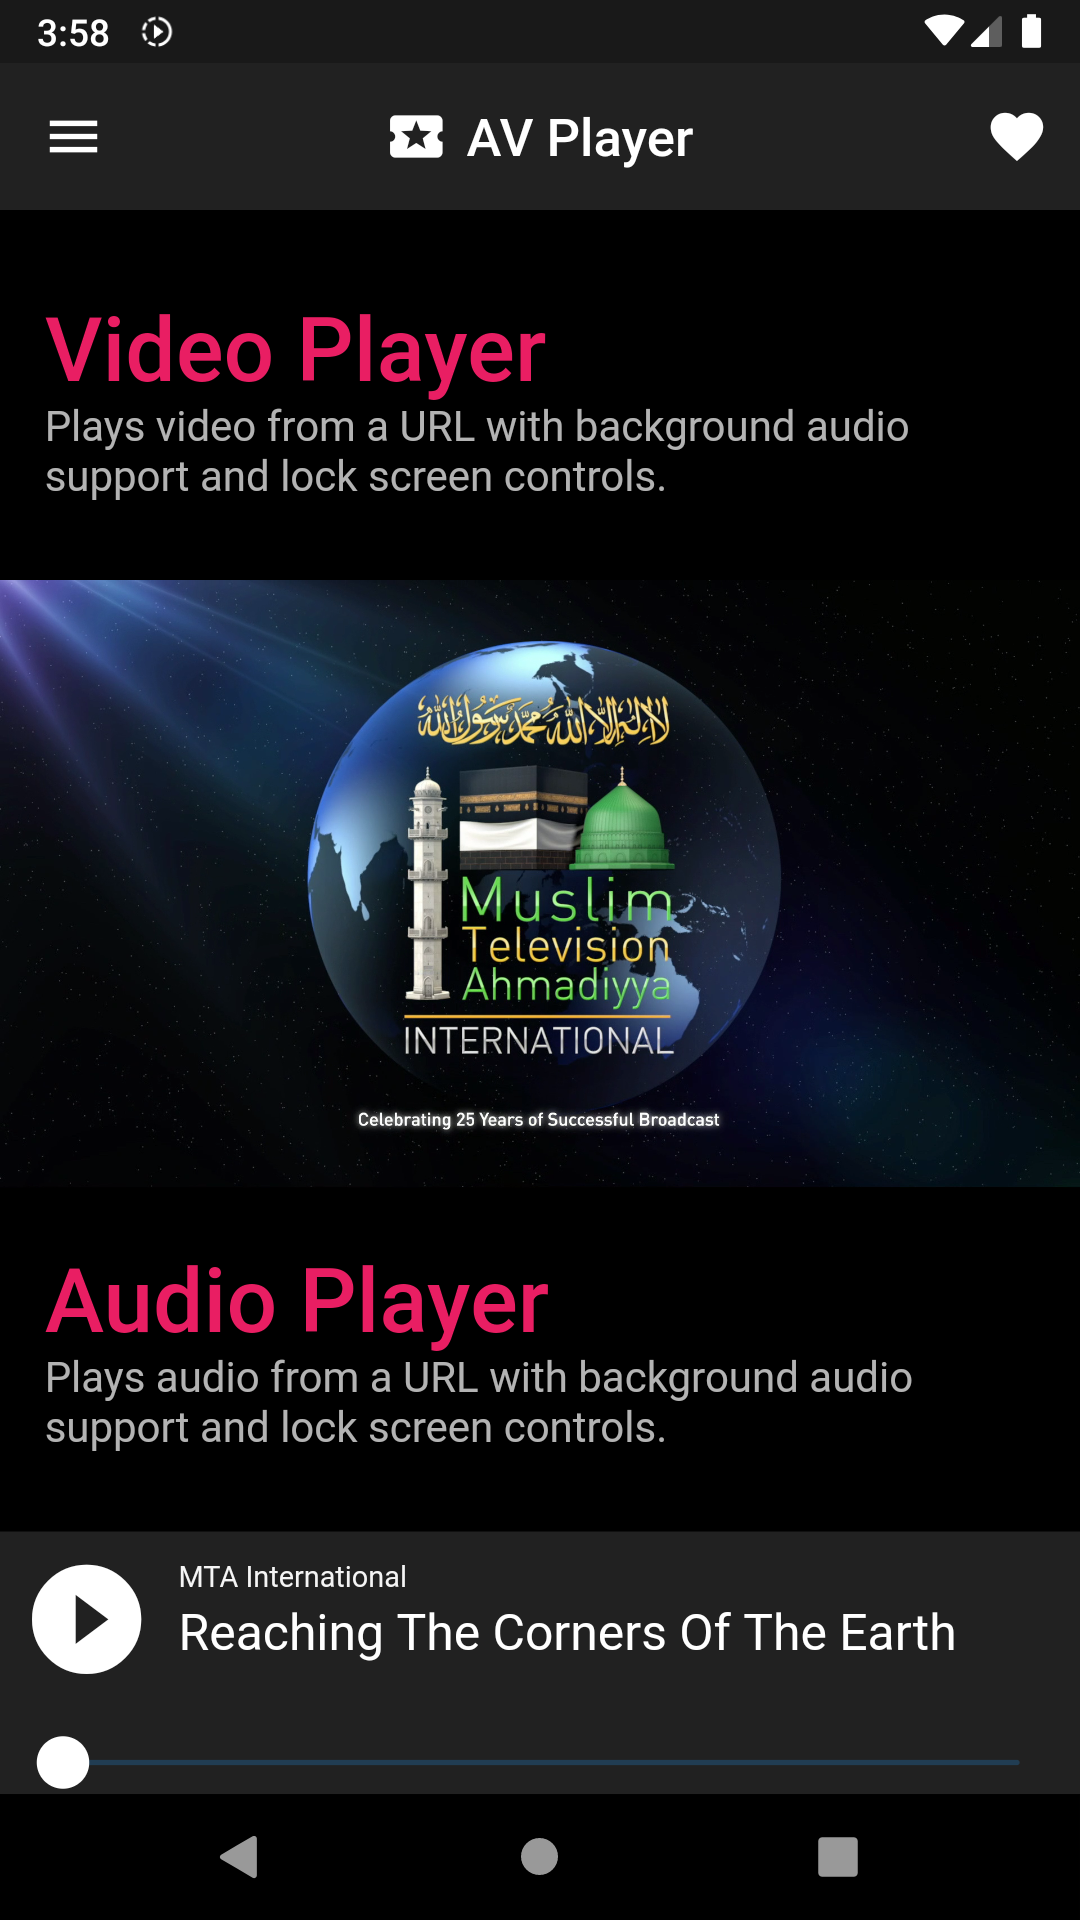 3:58
AV Player
Video Player
Plays video from a URL with background audio
support and lock screen controls.
لا إله إلا الله محمد رسول الله
Muslim
Television
Ahmadiyya
INTERNATIONAL
Celebrating 25 Years of Successful Broadcast
Audio Player
Plays audio from a URL with background audio
support and lock screen controls.
MTA International
Reaching The Corners Of The Earth